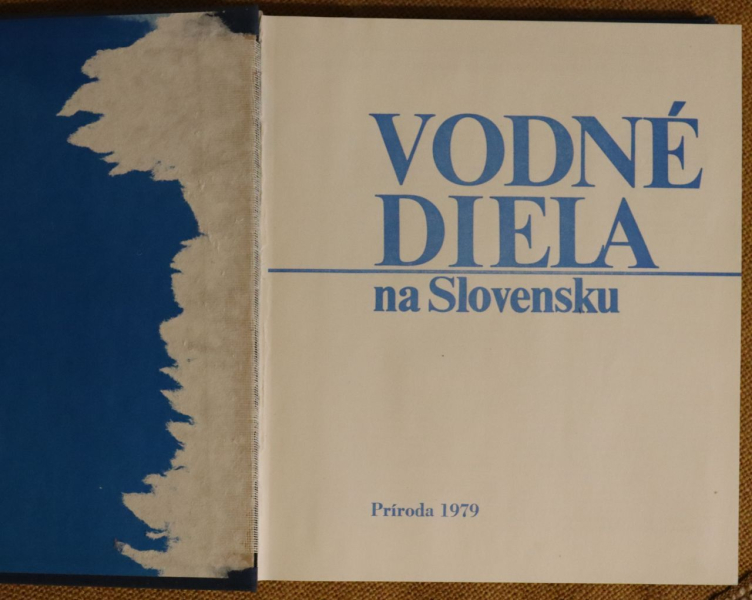 VODNÉ
DIELA
na Slovensku
Príroda 1979